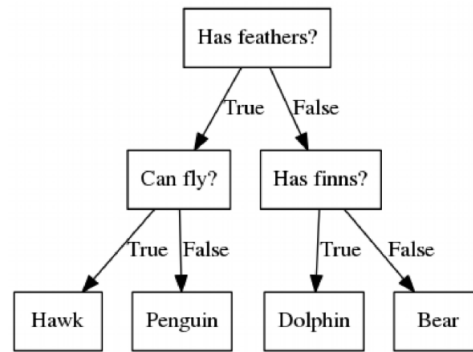 Has feathers?
True
False
Can fly?
Has finns?
True
False
True
False
Hawk
Penguin
Dolphin
Bear